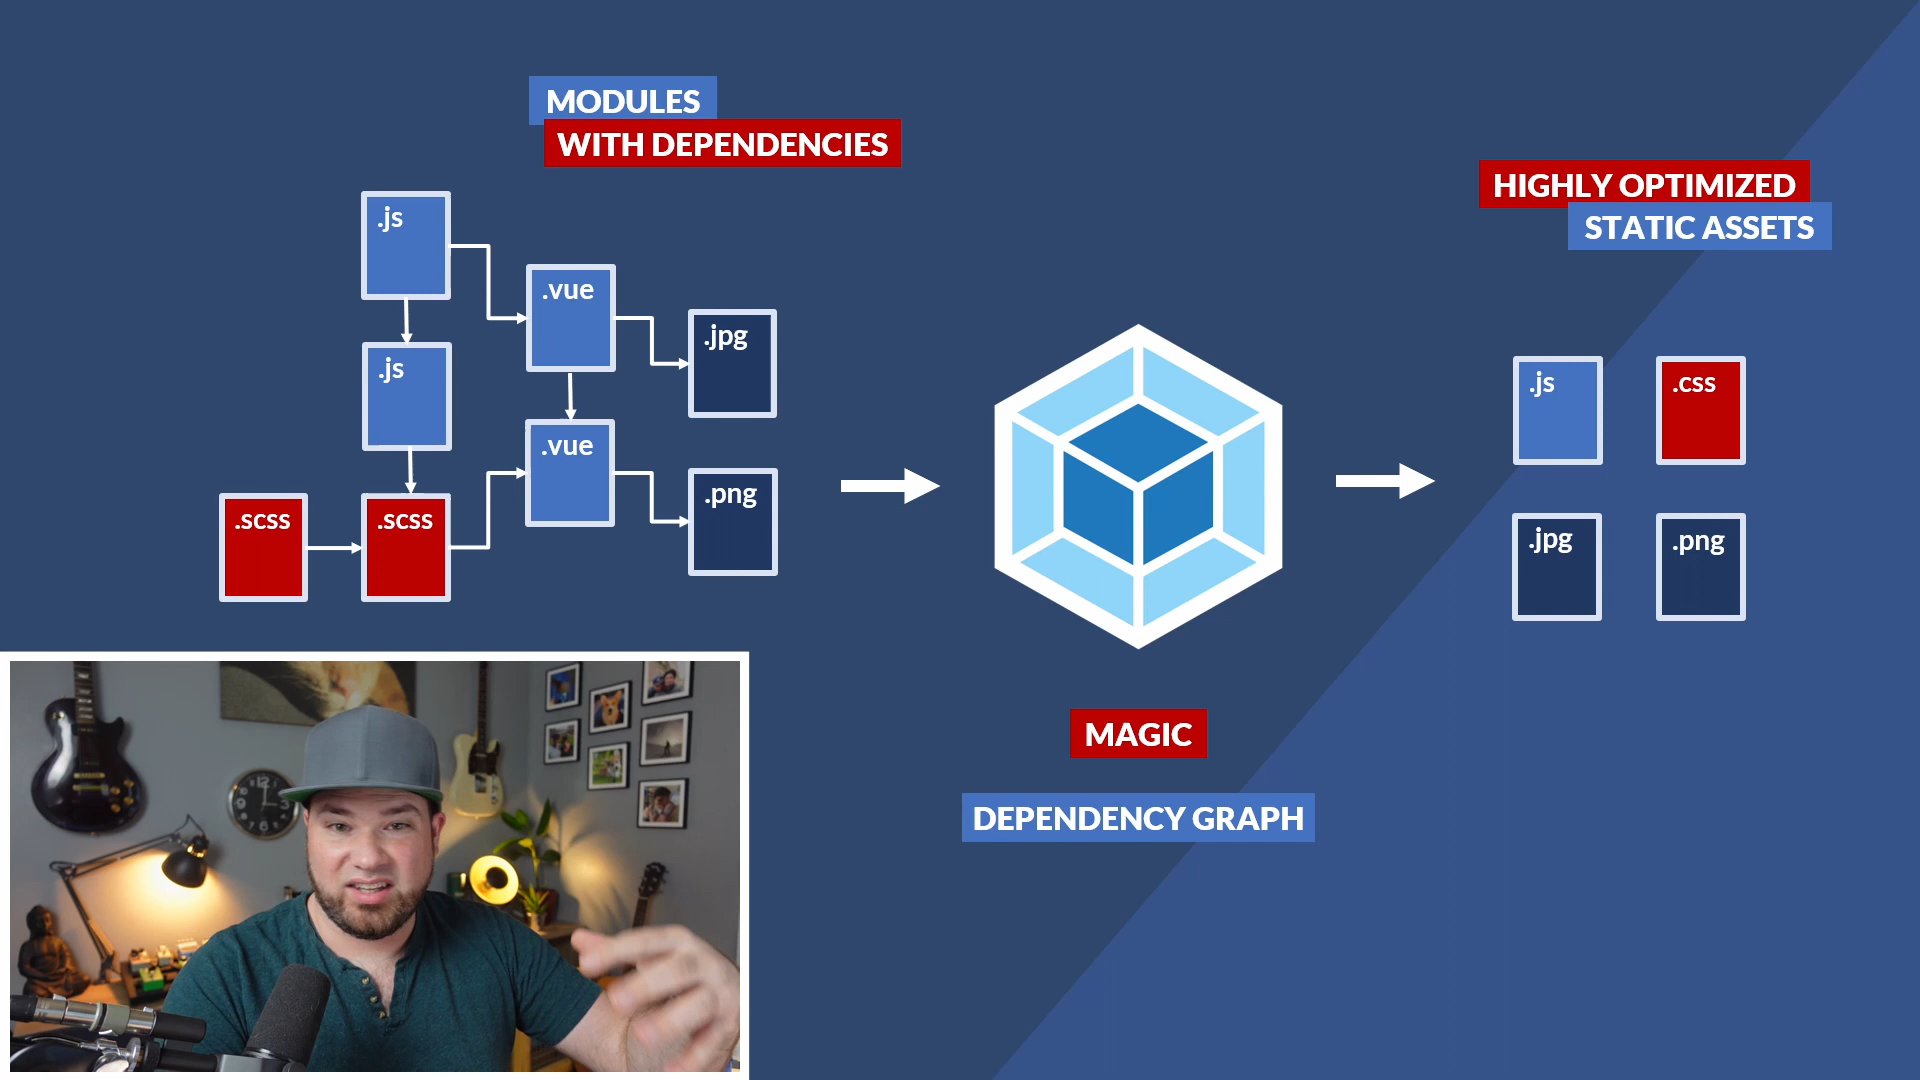 MODULES
WITH DEPENDENCIES
HIGHLY OPTIMIZED
STATIC ASSETS
.js
.vue
.jpg
.js
.vue
.png
.scss
.scss
.js
.css
.jpg
.png
MAGIC
DEPENDENCY GRAPH